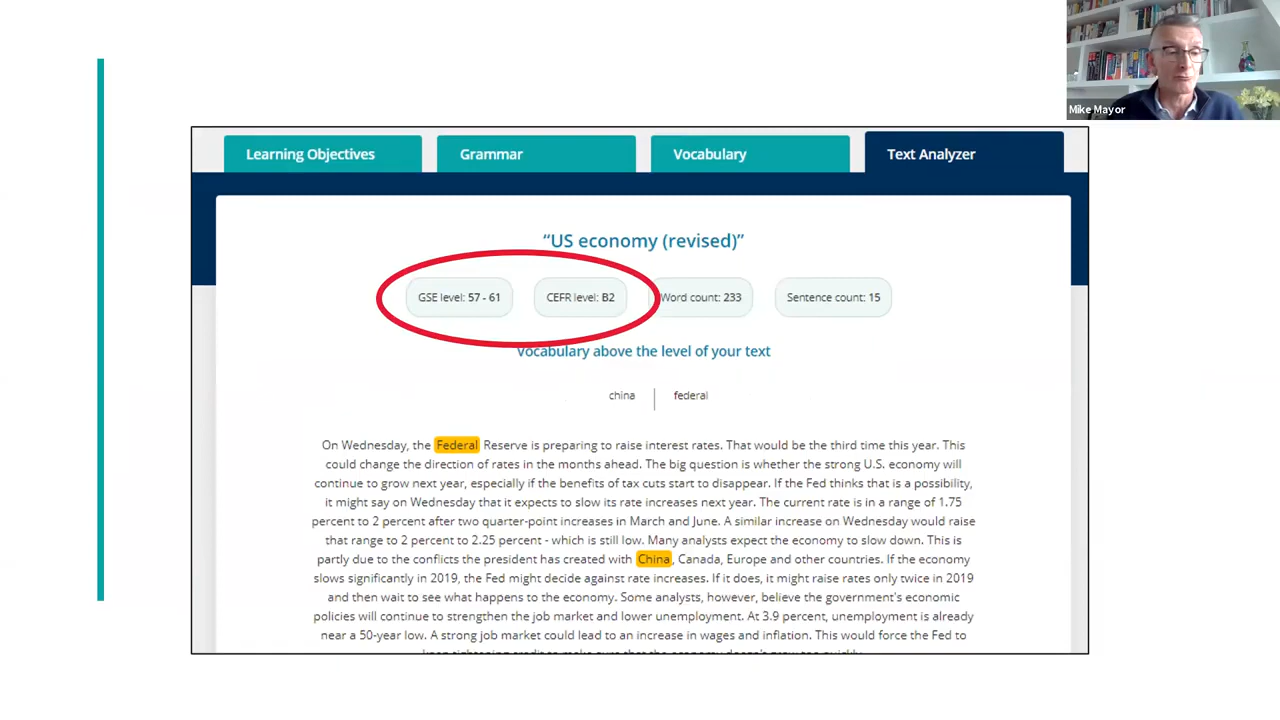 Mike Mayor
Learning Objectives
Grammar
Vocabulary
Text Analyzer
“US economy (revised)”
GSE level: 57 - 61
CEFR level: B2
Word count: 233
Sentence count: 15
Vocabulary above the level of your text
china
federal
On Wednesday, the Federal Reserve is preparing to raise interest rates. That would be the third time this year. This
could change the direction of rates in the months ahead. The big question is whether the strong U.S. economy will
continue to grow next year, especially if the benefits of tax cuts start to disappear. If the Fed thinks that is a possibility,
it might say on Wednesday that it expects to slow its rate increases next year. The current rate is in a range of 1.75
percent to 2 percent after two quarter-point increases in March and June. A similar increase on Wednesday would raise
that range to 2 percent to 2.25 percent - which is still low. Many analysts expect the economy to slow down. This is
partly due to the conflicts the president has created with China, Canada, Europe and other countries. If the economy
slows significantly in 2019, the Fed might decide against rate increases. If it does, it might raise rates only twice in 2019
and then wait to see what happens to the economy. Some analysts, however, believe the government's economic
policies will continue to strengthen the job market and lower unemployment. At 3.9 percent, unemployment is already
near a 50-year low. A strong job market could lead to an increase in wages and inflation. This would force the Fed to